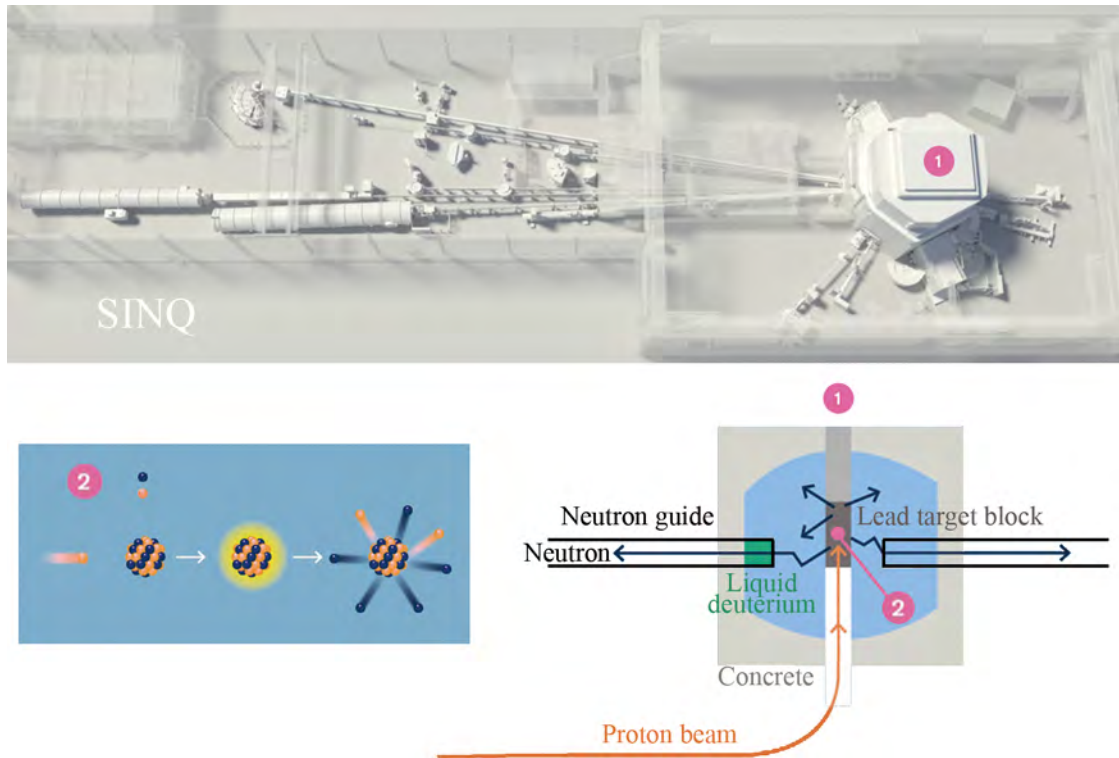 1
SINQ
1
2
Neutron guide
Lead target block
Neutron
Liquid
deuterium
2
Concrete
Proton beam